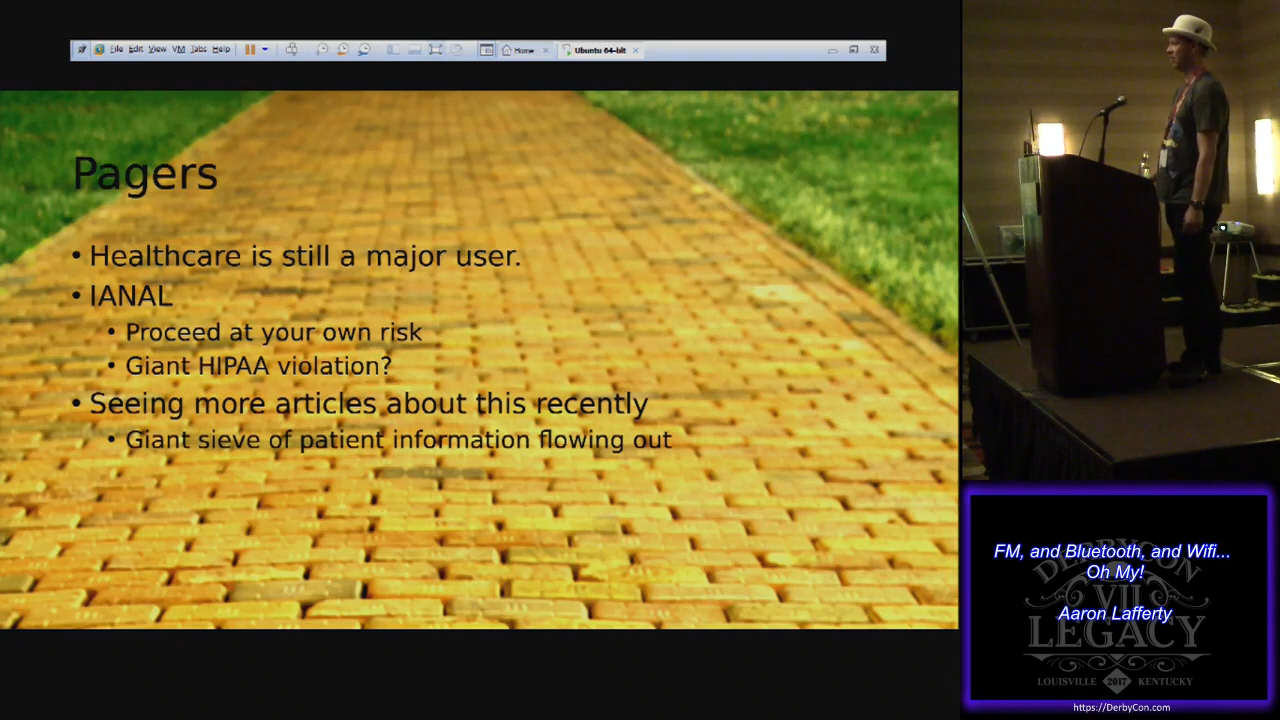 File Edit View VM Tabs Help
Home
Ubuntu 64-bit
Pagers
• Healthcare is still a major user.
• IANAL
• Proceed at your own risk
• Giant HIPAA violation?
• Seeing more articles about this recently
• Giant sieve of patient information flowing out
FM, and Bluetooth, and Wifi...
Oh My!
Aaron Lafferty
DERBYCON
VII
LEGACY
LOUISVILLE 2017 KENTUCKY
https://DerbyCon.com